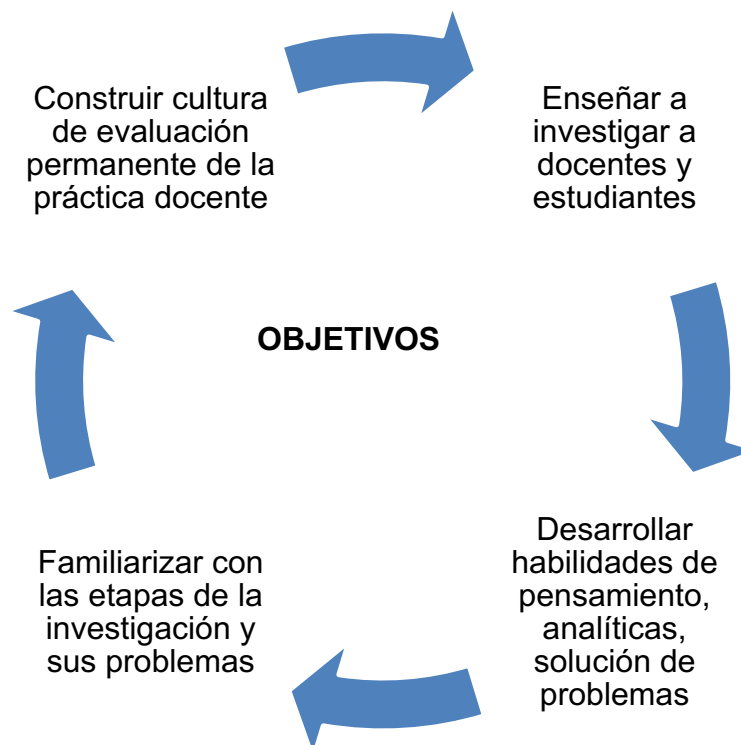 Construir cultura
de evaluación
permanente de la
práctica docente
Enseñar a
investigar a
docentes y
estudiantes
OBJETIVOS
Desarrollar
habilidades de
pensamiento,
analíticas,
solución de
problemas
Familiarizar con
las etapas de la
investigación y
sus problemas